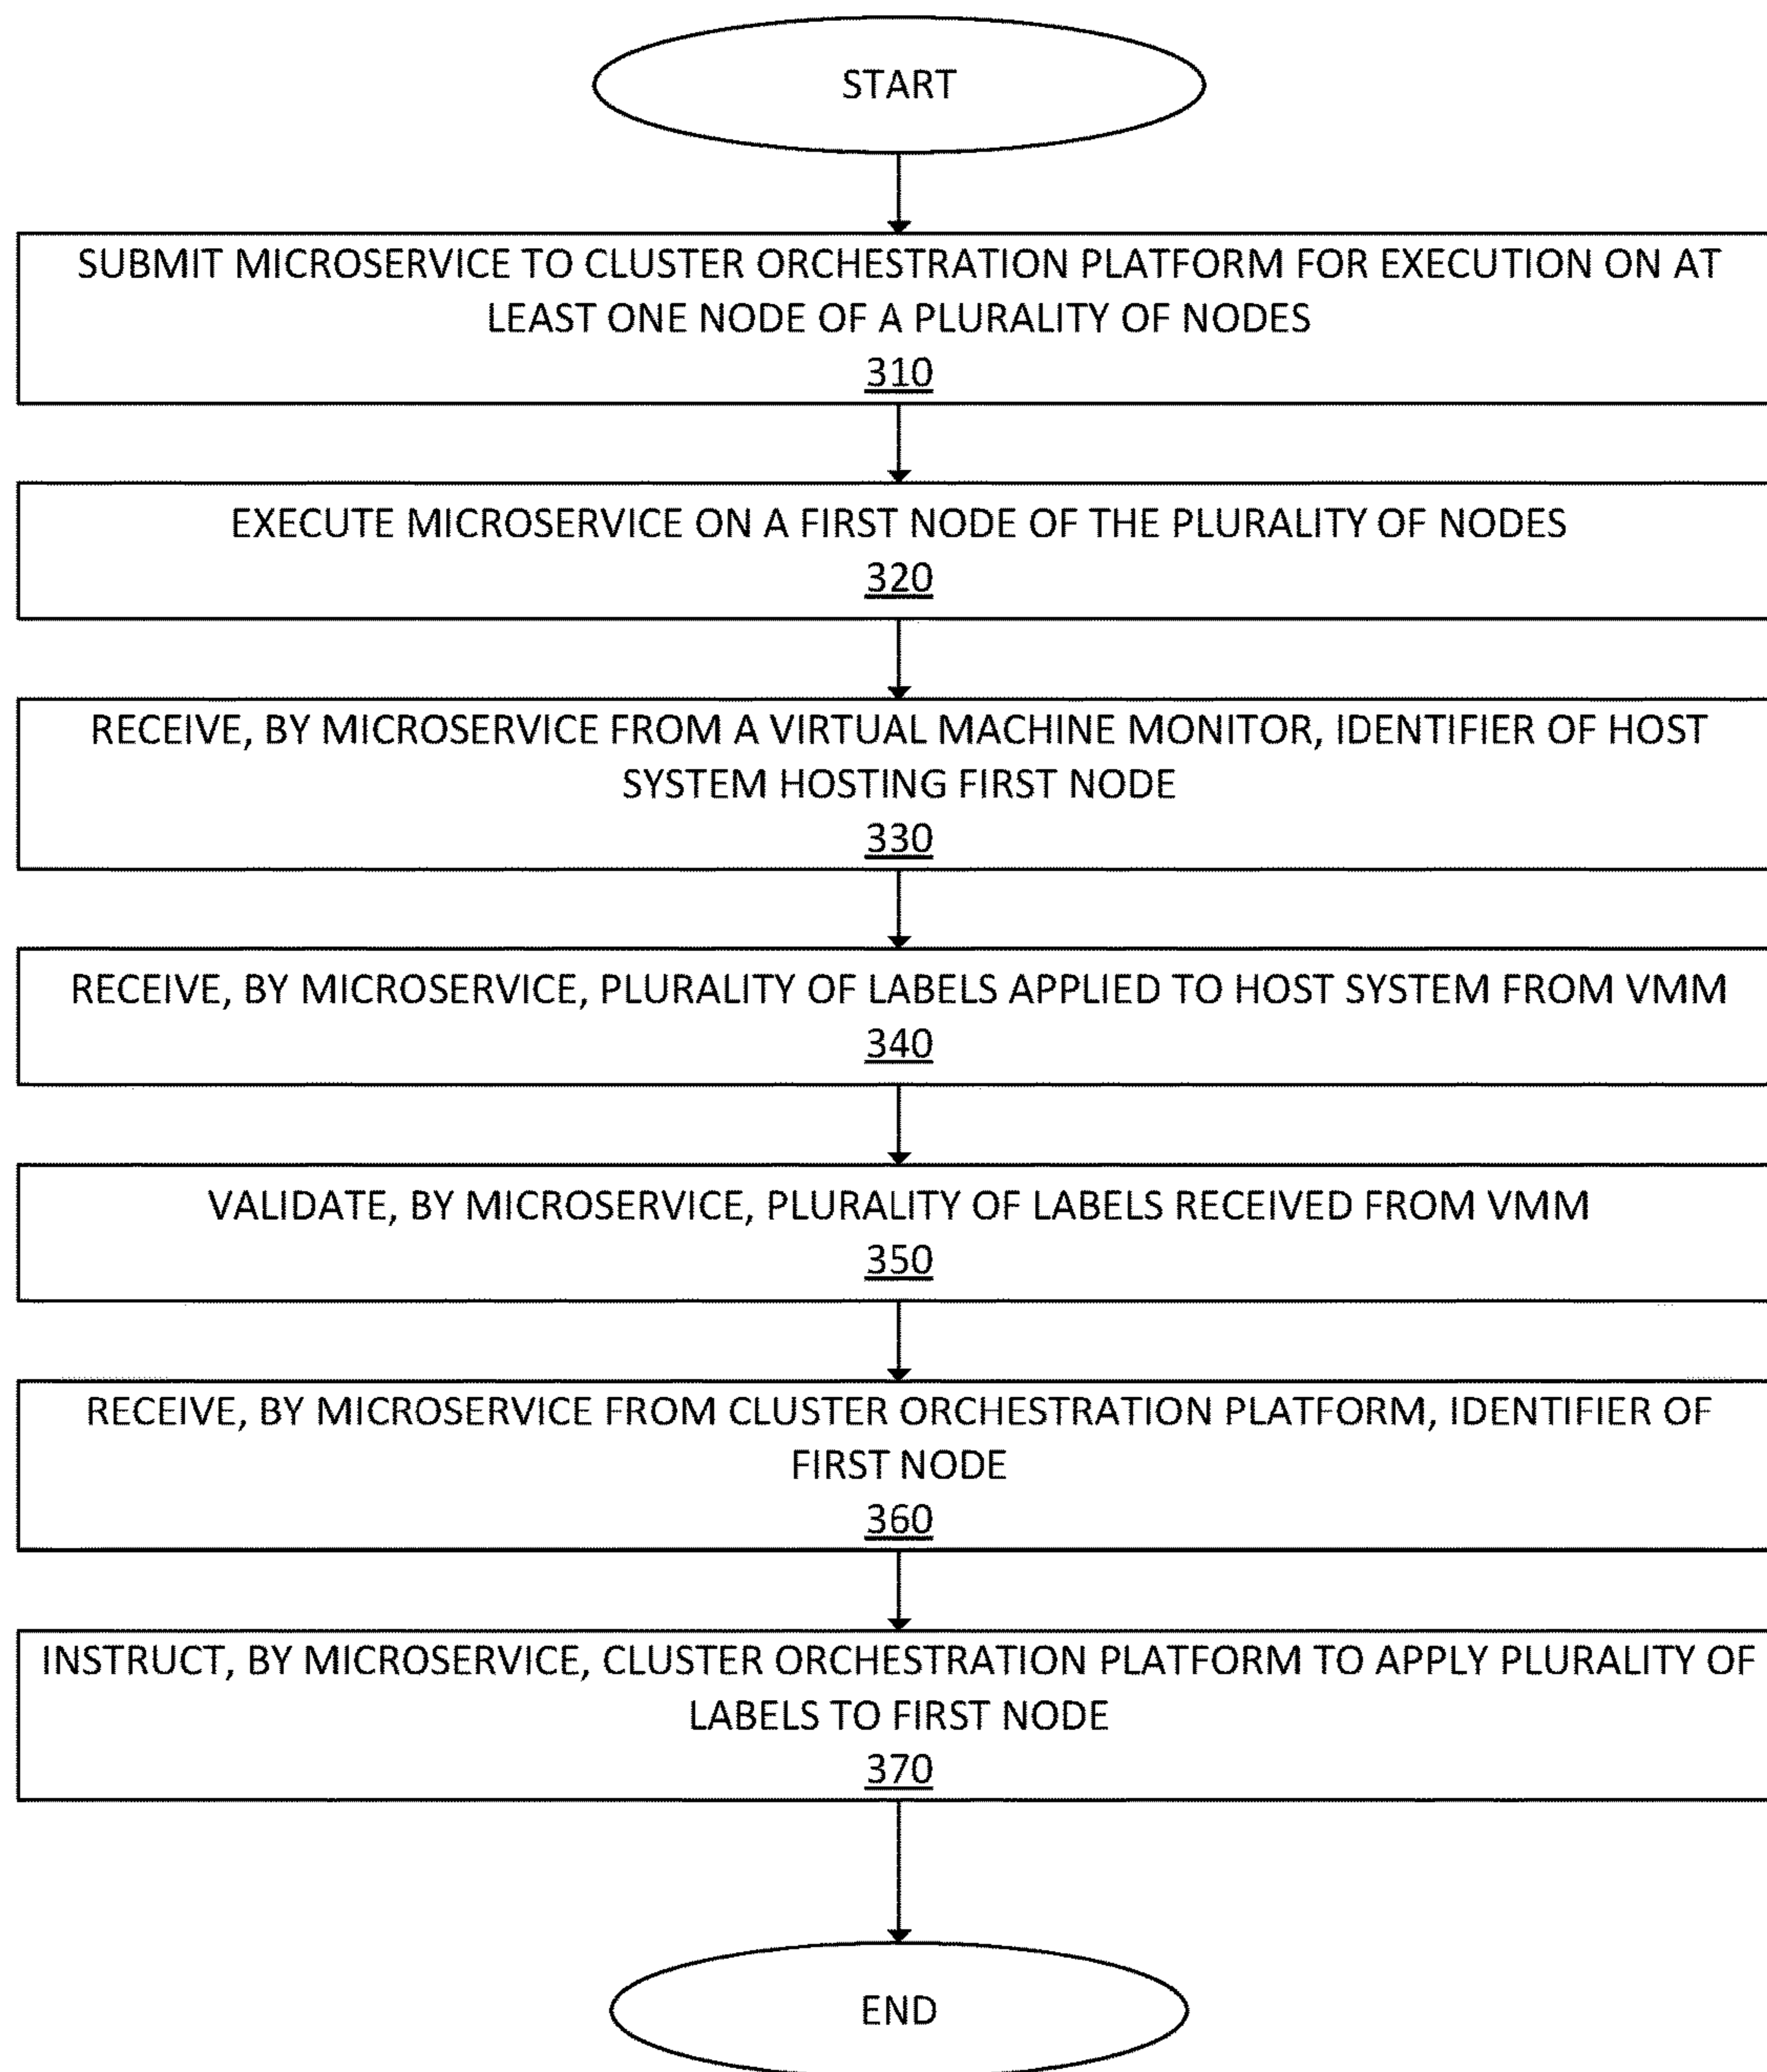 START
SUBMIT MICROSERVICE TO CLUSTER ORCHESTRATION PLATFORM FOR EXECUTION ON AT
LEAST ONE NODE OF A PLURALITY OF NODES
310
EXECUTE MICROSERVICE ON A FIRST NODE OF THE PLURALITY OF NODES
320
RECEIVE, BY MICROSERVICE FROM A VIRTUAL MACHINE MONITOR, IDENTIFIER OF HOST
SYSTEM HOSTING FIRST NODE
330
RECEIVE, BY MICROSERVICE, PLURALITY OF LABELS APPLIED TO HOST SYSTEM FROM VMM
340
VALIDATE, BY MICROSERVICE, PLURALITY OF LABELS RECEIVED FROM VMM
350
RECEIVE, BY MICROSERVICE FROM CLUSTER ORCHESTRATION PLATFORM, IDENTIFIER OF
FIRST NODE
360
INSTRUCT, BY MICROSERVICE, CLUSTER ORCHESTRATION PLATFORM TO APPLY PLURALITY OF
LABELS TO FIRST NODE
370
END